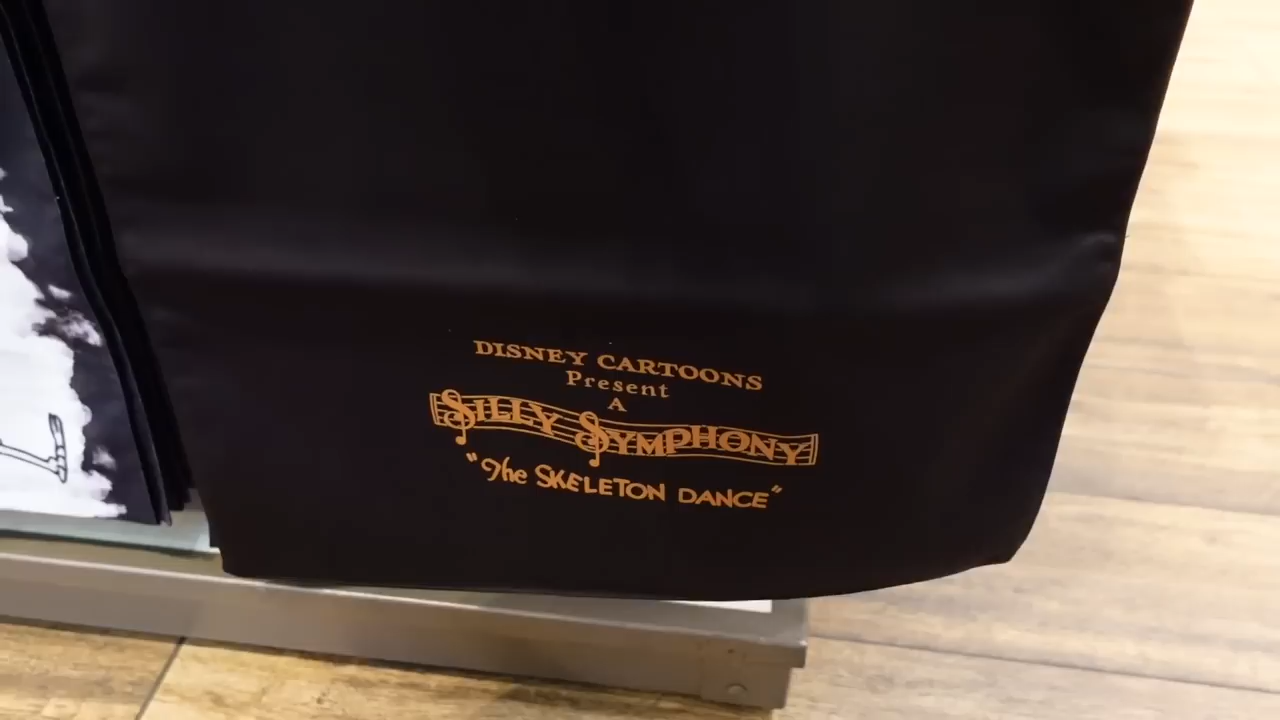 DISNEY CARTOONS
Present
A
SILLY SYMPHONY
"The SKELETON DANCE"